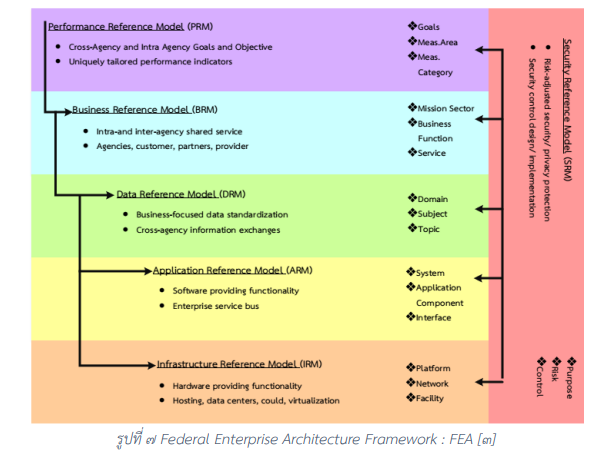 Performance Reference Model (PRM)
• Cross-Agency and Intra Agency Goals and Objective
• Uniquely tailored performance indicators
❖Goals
❖Meas.Area
❖Meas.
Category
Business Reference Model (BRM)
• Intra-and inter-agency shared service
• Agencies, customer, partners, provider
❖Mission Sector
❖Business
Function
❖Service
Data Reference Model (DRM)
• Business-focused data standardization
• Cross-agency information exchanges
❖Domain
❖Subject
❖Topic
Application Reference Model (ARM)
• Software providing functionality
• Enterprise service bus
❖System
❖Application
Component
❖Interface
Infrastructure Reference Model (IRM)
• Hardware providing functionality
• Hosting, data centers, could, virtualization
❖Platform
❖Network
❖Facility
Security Reference Model (SRM)
• Risk-adjusted security/ privacy protection
• Security control design/ implementation
❖Purpose
❖Risk
❖Control
รูปที่ ๗ Federal Enterprise Architecture Framework : FEA [๓]